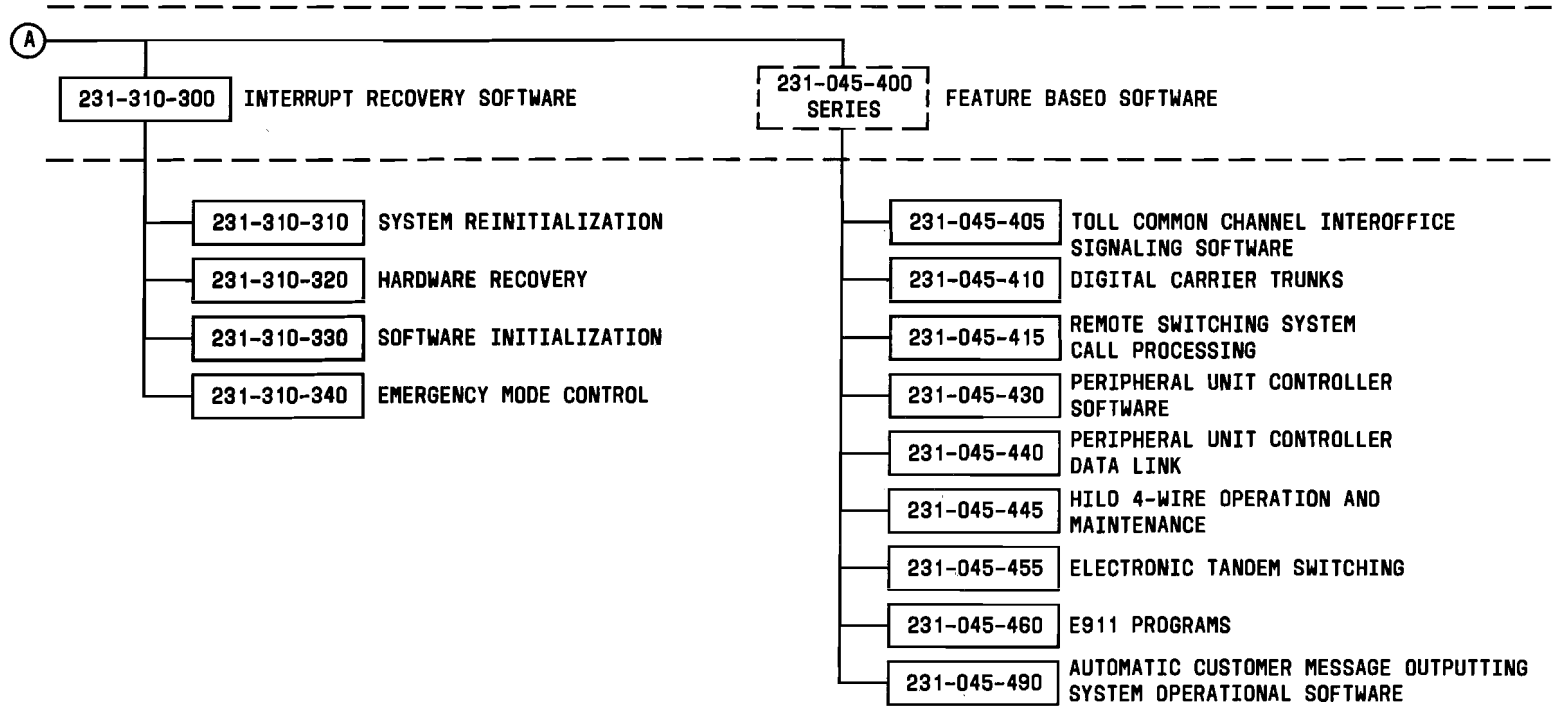 A
231-310-300 INTERRUPT RECOVERY SOFTWARE
231-045-400
SERIES
FEATURE BASED SOFTWARE
231-310-310 SYSTEM REINITIALIZATION
231-310-320 HARDWARE RECOVERY
231-310-330 SOFTWARE INITIALIZATION
231-310-340 EMERGENCY MODE CONTROL
231-045-405 TOLL COMMON CHANNEL INTEROFFICE
SIGNALING SOFTWARE
231-045-410 DIGITAL CARRIER TRUNKS
231-045-415 REMOTE SWITCHING SYSTEM
CALL PROCESSING
231-045-430 PERIPHERAL UNIT CONTROLLER
SOFTWARE
231-045-440 PERIPHERAL UNIT CONTROLLER
DATA LINK
231-045-445 HILO 4-WIRE OPERATION AND
MAINTENANCE
231-045-455 ELECTRONIC TANDEM SWITCHING
231-045-460 E911 PROGRAMS
231-045-490 AUTOMATIC CUSTOMER MESSAGE OUTPUTTING
SYSTEM OPERATIONAL SOFTWARE